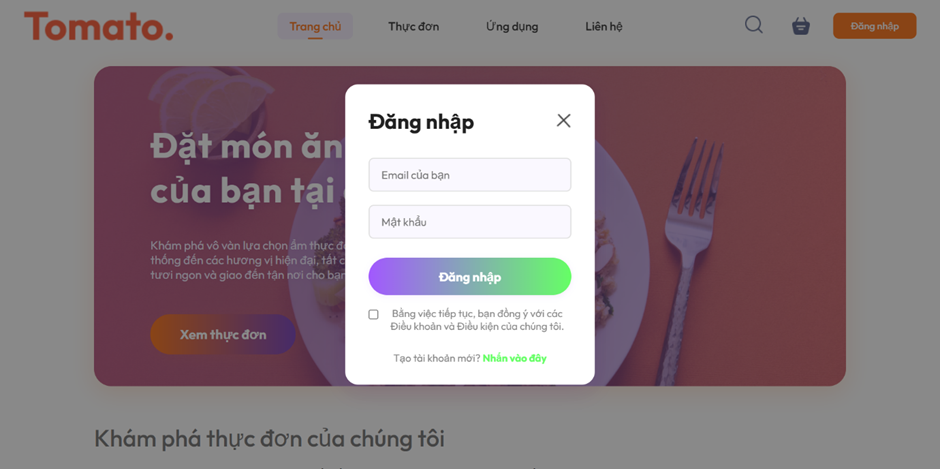 Tomato.
Trang chủ
Thực đơn
Ứng dụng
Liên hệ
Đăng nhập
Đặt món ăn
của bạn tại
Khám phá vô vàn lựa chọn ẩm thực
thống đến các hương vị hiện đại, tất
tươi ngon và giao đến tận nơi cho bạn
Xem thực đơn
Đăng nhập
Email của bạn
Mật khẩu
Đăng nhập
Bằng việc tiếp tục, bạn đồng ý với các
Điều khoản và Điều kiện của chúng tôi.
Tạo tài khoản mới? Nhấn vào đây
Khám phá thực đơn của chúng tôi